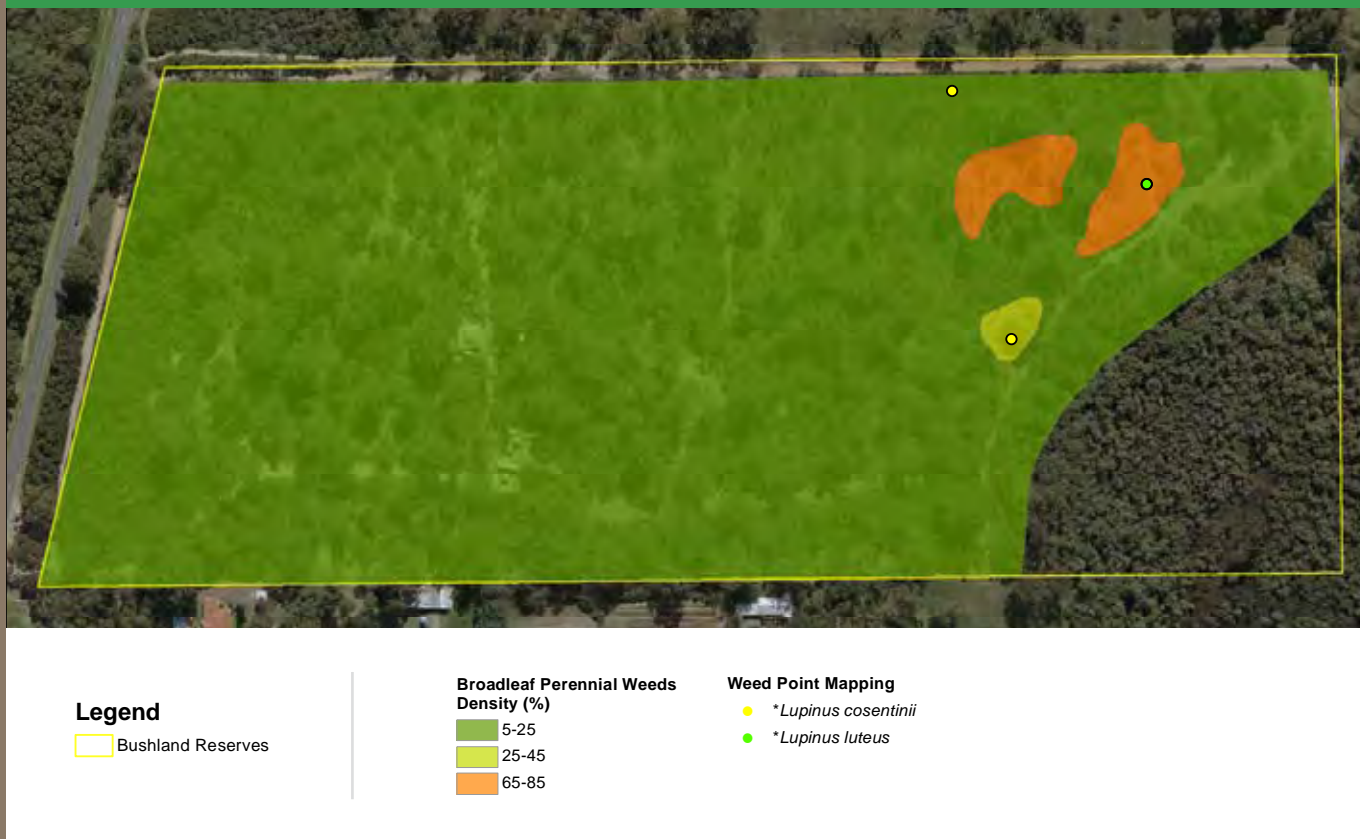 Legend
Bushland Reserves
Broadleaf Perennial Weeds
Density (%)
5-25
25-45
65-85
Weed Point Mapping
*Lupinus cosentinii
*Lupinus luteus